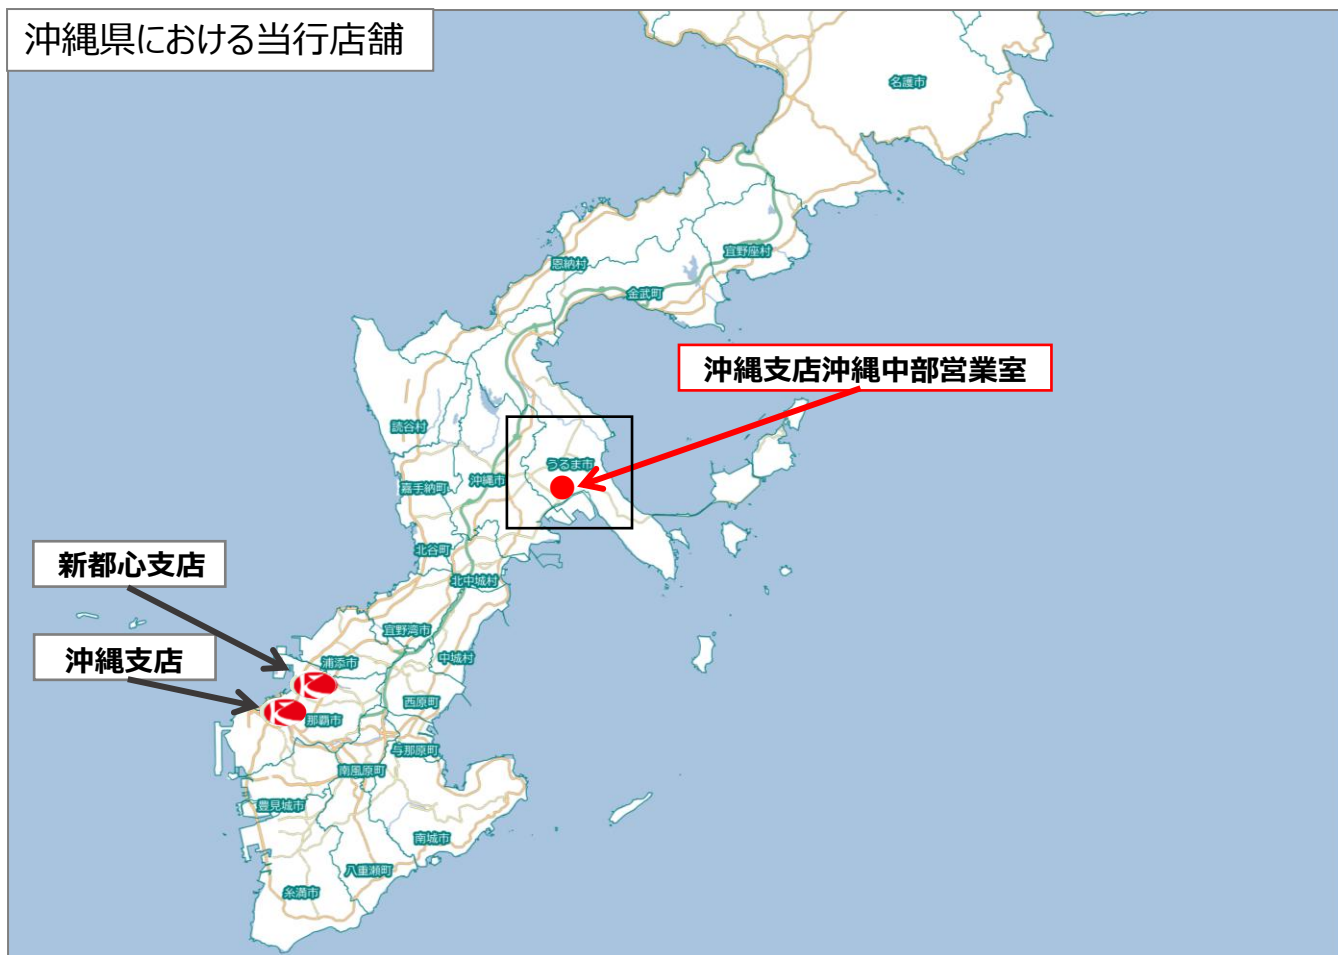 沖縄県における当行店舗
名護市
宜野座村
恩納村
金武町
沖縄支店沖縄中部営業室
読谷村
うるま市
沖縄市
嘉手納町
北谷町
新都心支店
北中城村
宜野湾市
沖縄支店
中城村
浦添市
西原町
那覇市
与那原町
南風原町
豊見城市
南城市
八重瀬町
糸満市